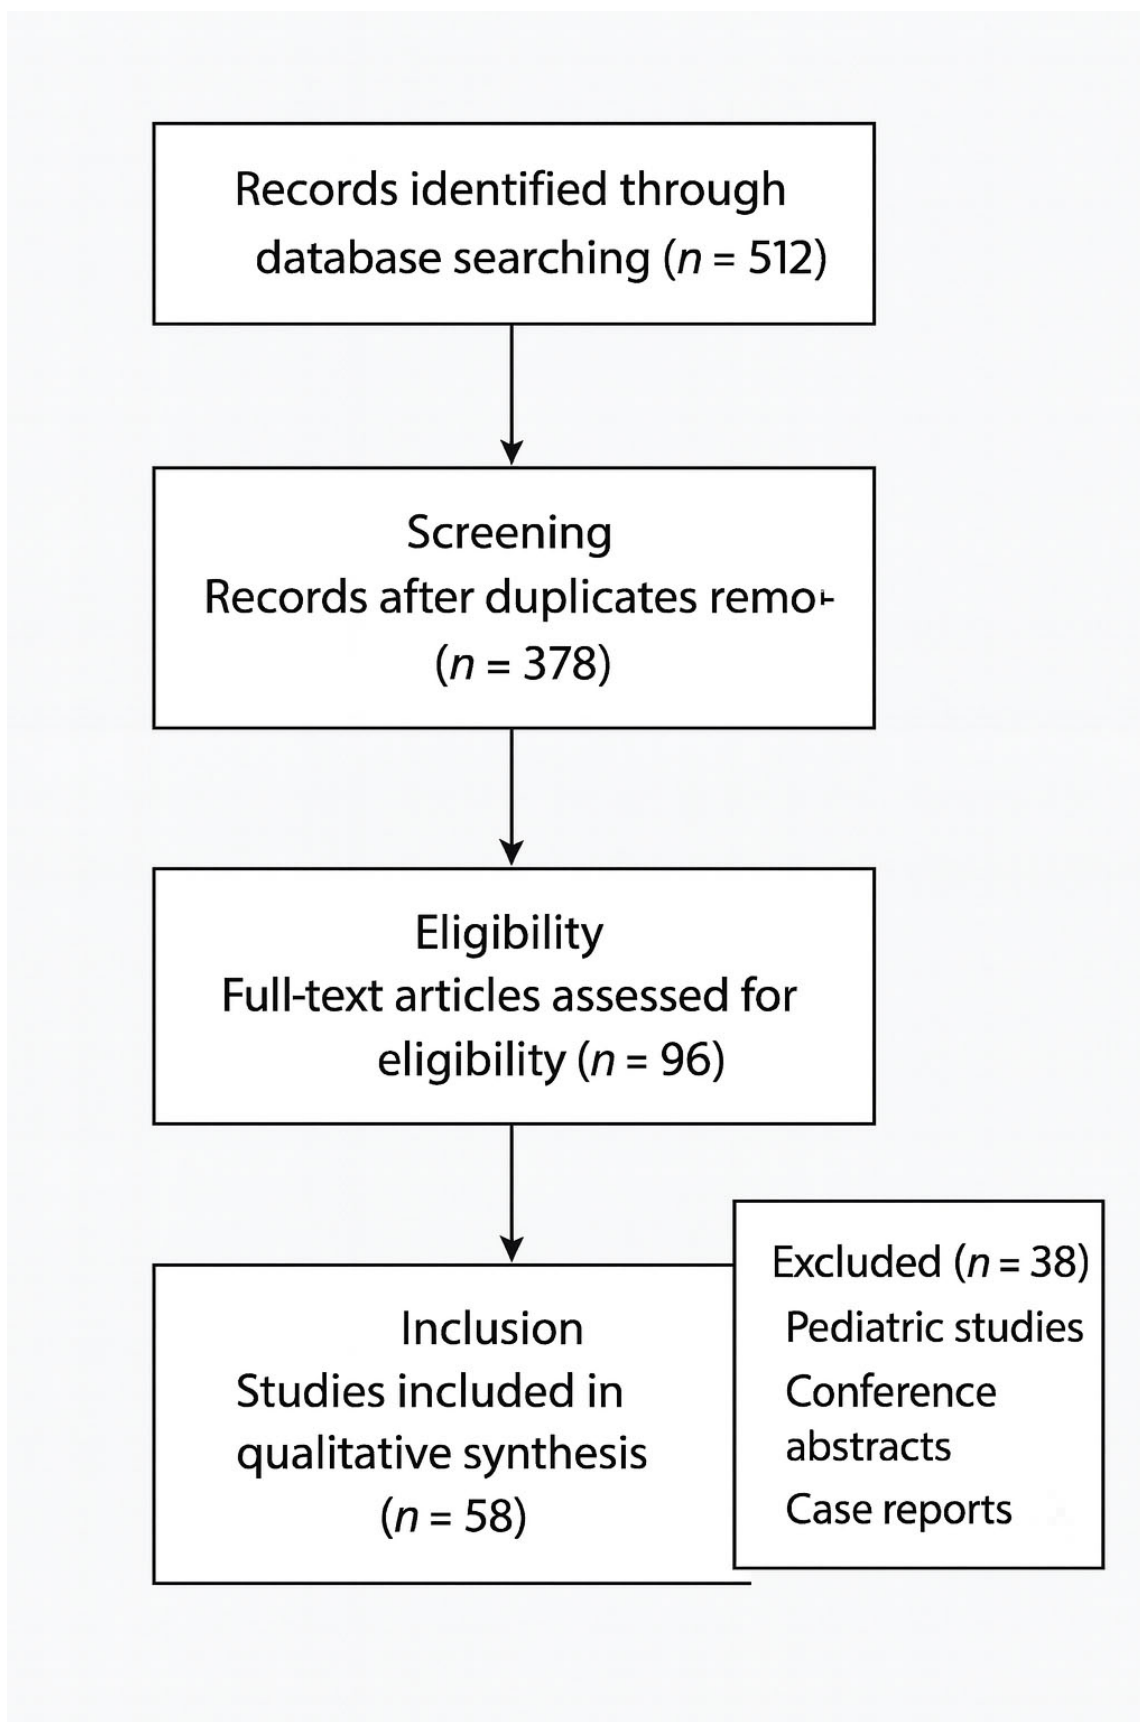 Records identified through
database searching (n = 512)
Screening
Records after duplicates remo
(n = 378)
Eligibility
Full-text articles assessed for
eligibility (n = 96)
Inclusion
Studies included in
qualitative synthesis
(n = 58)
Excluded (n = 38)
Pediatric studies
Conference
abstracts
Case reports